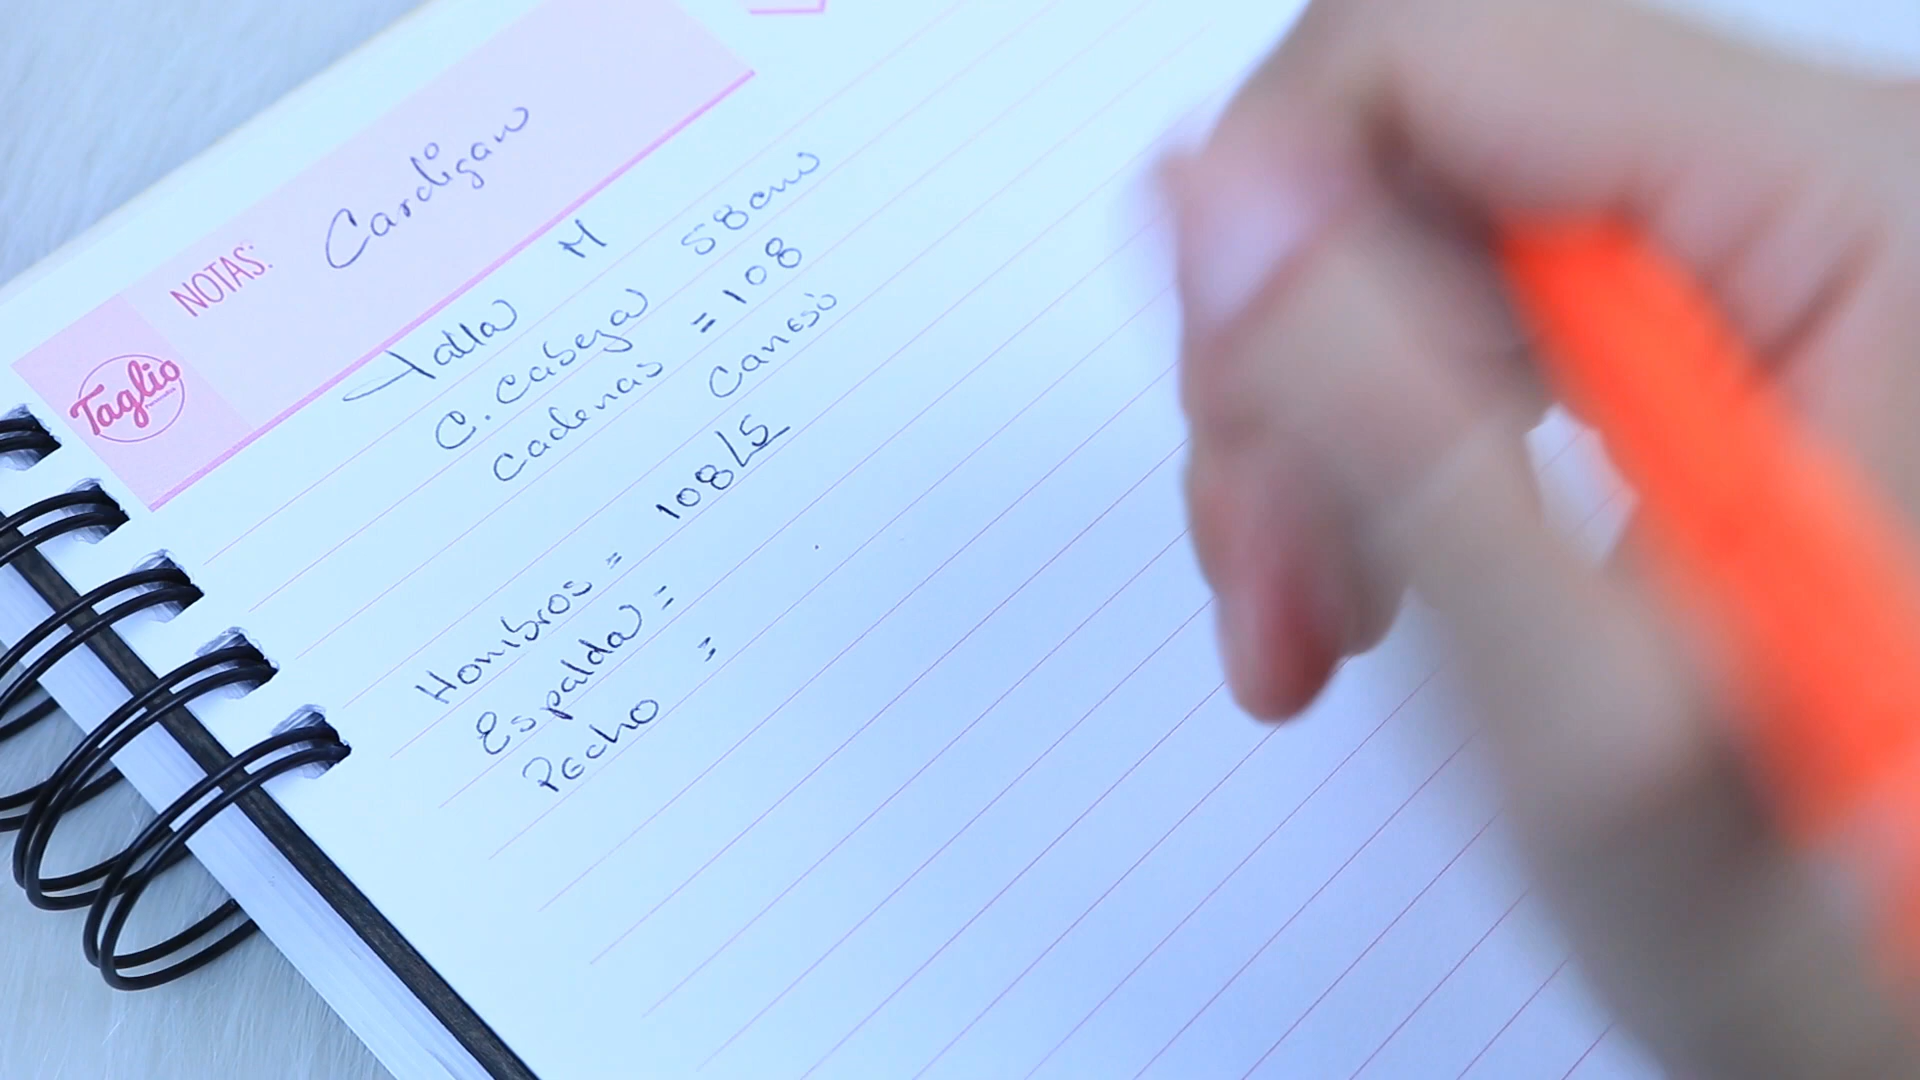 NOTAS: Cardigan
Taglio
Talla M
C. Cabeza 58cm
Cadenas = 108
Canesú
Hombros = 108/5
Espalda =
Pecho =